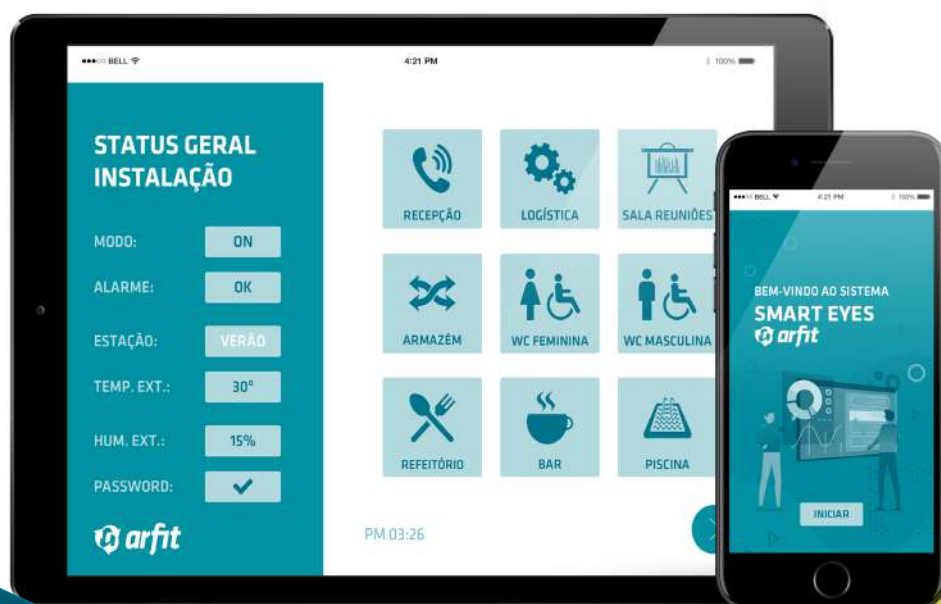 BELL
4:21 PM
100%
STATUS GERAL
INSTALAÇÃO
MODO:
ON
ALARME:
OK
ESTAÇÃO:
VERÃO
TEMP. EXT.:
30°
HUM. EXT.:
15%
PASSWORD:
arfit
RECEPÇÃO
LOGÍSTICA
SALA REUNIÕES
ARMAZÉM
WC FEMININA
WC MASCULINA
REFEITÓRIO
BAR
PISCINA
PM 03:26
BELL
4:21 PM
100%
BEM-VINDO AO SISTEMA
SMART EYES
arfit
INICIAR